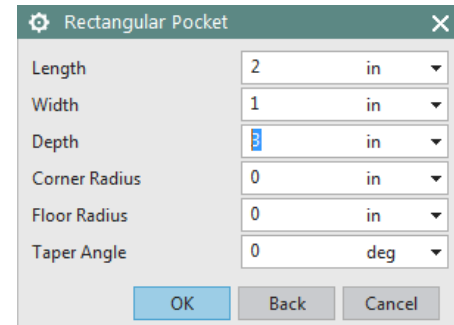 Rectangular Pocket
Length 2 in
Width 1 in
Depth 3 in
Corner Radius 0 in
Floor Radius 0 in
Taper Angle 0 deg
OK Back Cancel